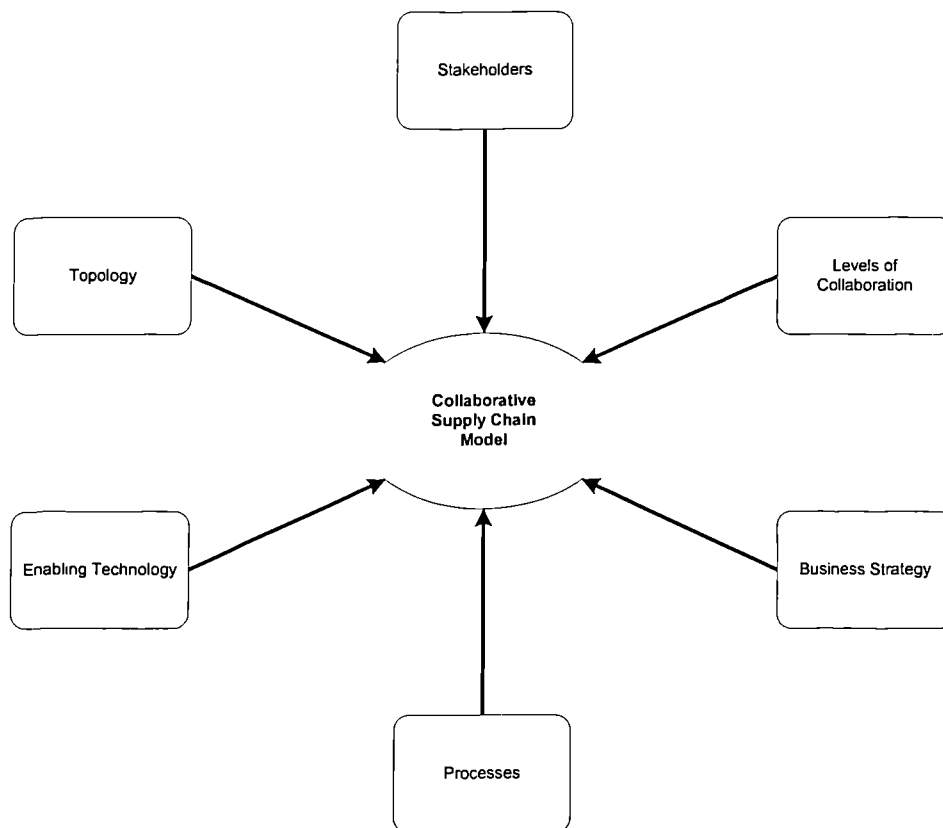 Stakeholders
Topology
Levels of
Collaboration
Collaborative
Supply Chain
Model
Enabling Technology
Business Strategy
Processes